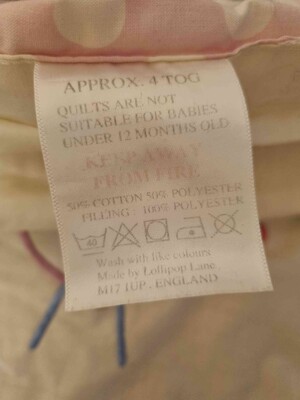 APPROX. 4 TOG
QUILTS ARE NOT
SUITABLE FOR BABIES
UNDER 12 MONTHS OLD
KEEP AWAY
FROM FIRE
50% COTTON 50% POLYESTER
FILLING : 100% POLYESTER
40
Wash with like colours
Made by Lollipop Lane
M17 1UP . ENGLAND